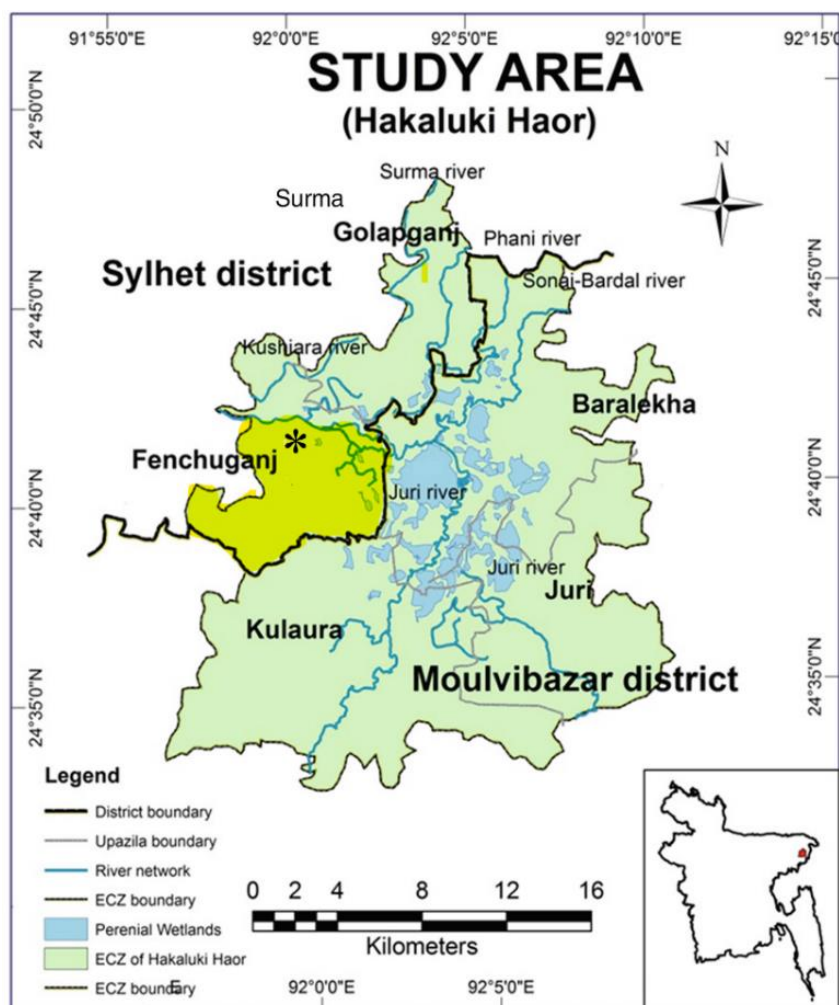 91°55'0"E 92°0'0"E 92°5'0"E 92°10'0"E 92°15'0
STUDY AREA
(Hakaluki Haor)
24°50'0"N
24°50'0"N
N
Surma river
Surma
Golapganj
Phani river
Sylhet district
Sonai-Bardal river
24°45'0"N
24°45'0"N
Kushiara river
Baralekha
*
Fenchuganj
Juri river
24°40'0"N
24°40'0"N
Juri river
Juri
Kulaura
Moulvibazar district
24°35'0"N
24°35'0"N
Legend
District boundary
Upazila boundary
River network
ECZ boundary
Perenial Wetlands
ECZ of Hakaluki Haor
ECZ boundary
0 2 4 8 12 16
Kilometers
E 92°0'0"E 92°5'0"E